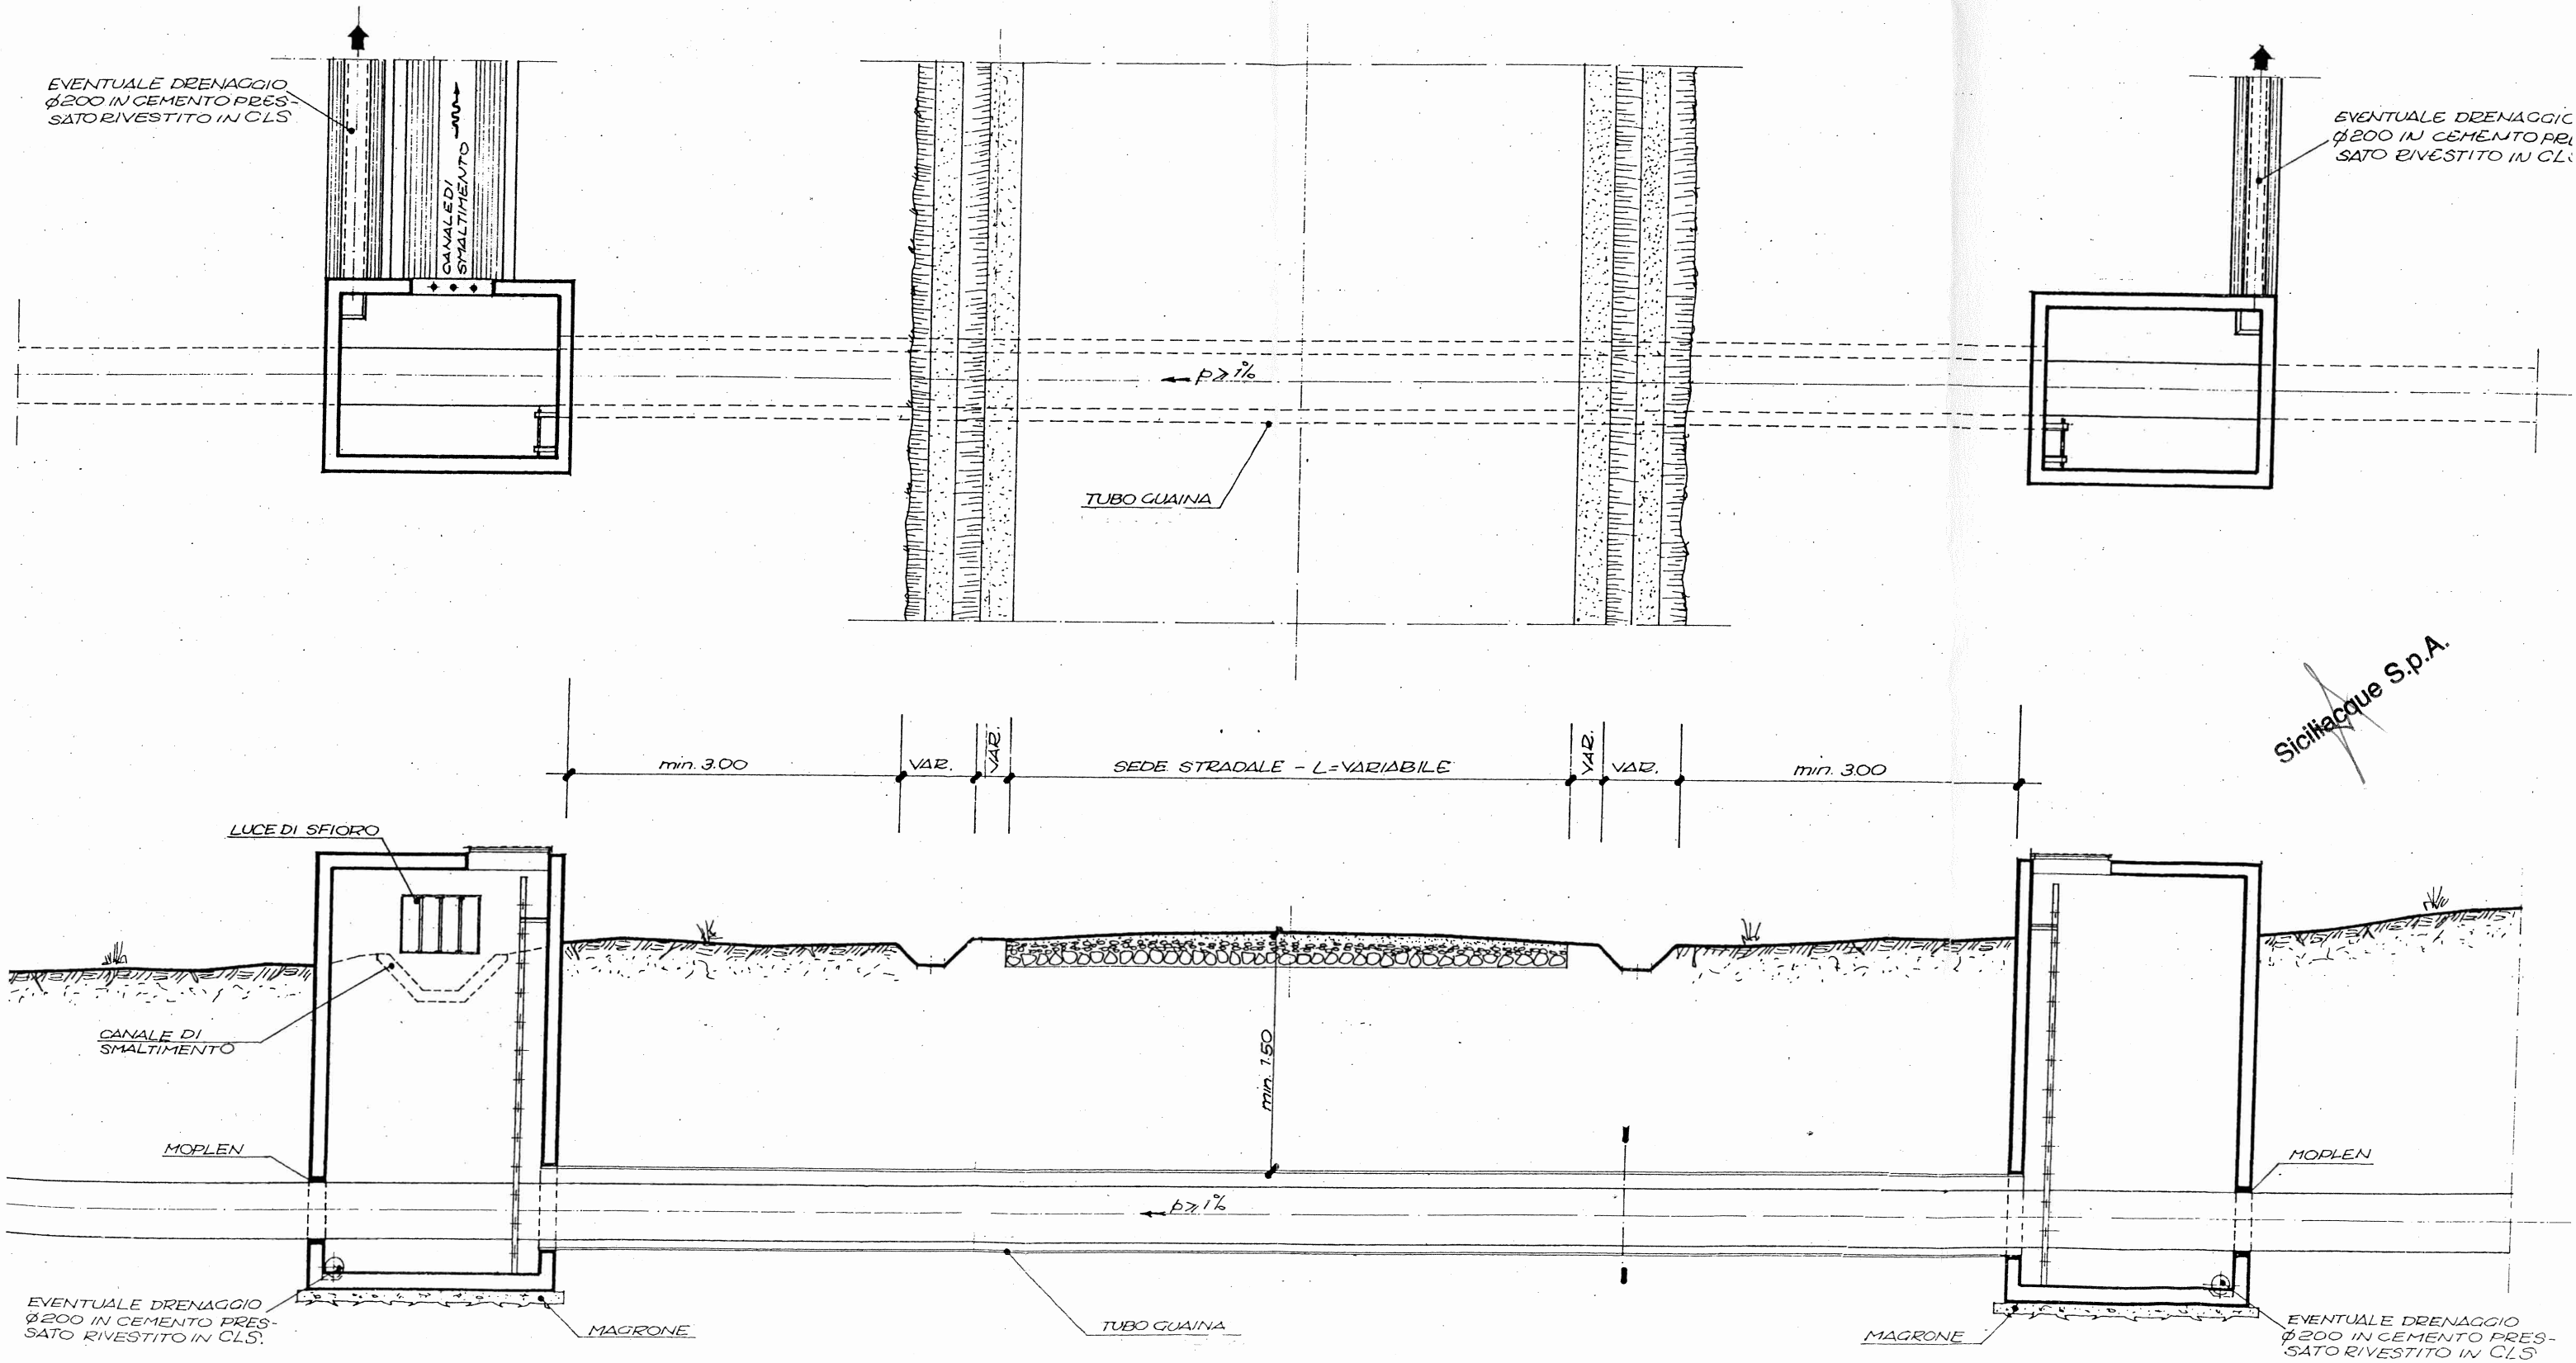 EVENTUALE DRENAGGIO
Ø200 IN CEMENTO PRES-
SATO RIVESTITO IN CLS
CANALE DI
SMALTIMENTO
EVENTUALE DRENAGGIO
Ø200 IN CEMENTO PRE
SATO RIVESTITO IN CLS
p⩾1%
TUBO GUAINA
Siciliacque S.p.A.
min. 3.00
VAR.
VAR.
SEDE STRADALE - L=VARIABILE
VAR.
VAR.
min. 3.00
LUCE DI SFIORO
CANALE DI
SMALTIMENTO
min. 1.50
MOPLEN
MOPLEN
p⩾1%
EVENTUALE DRENAGGIO
Ø200 IN CEMENTO PRES-
SATO RIVESTITO IN CLS.
MAGRONE
TUBO GUAINA
MAGRONE
EVENTUALE DRENAGGIO
Ø200 IN CEMENTO PRES-
SATO RIVESTITO IN CLS